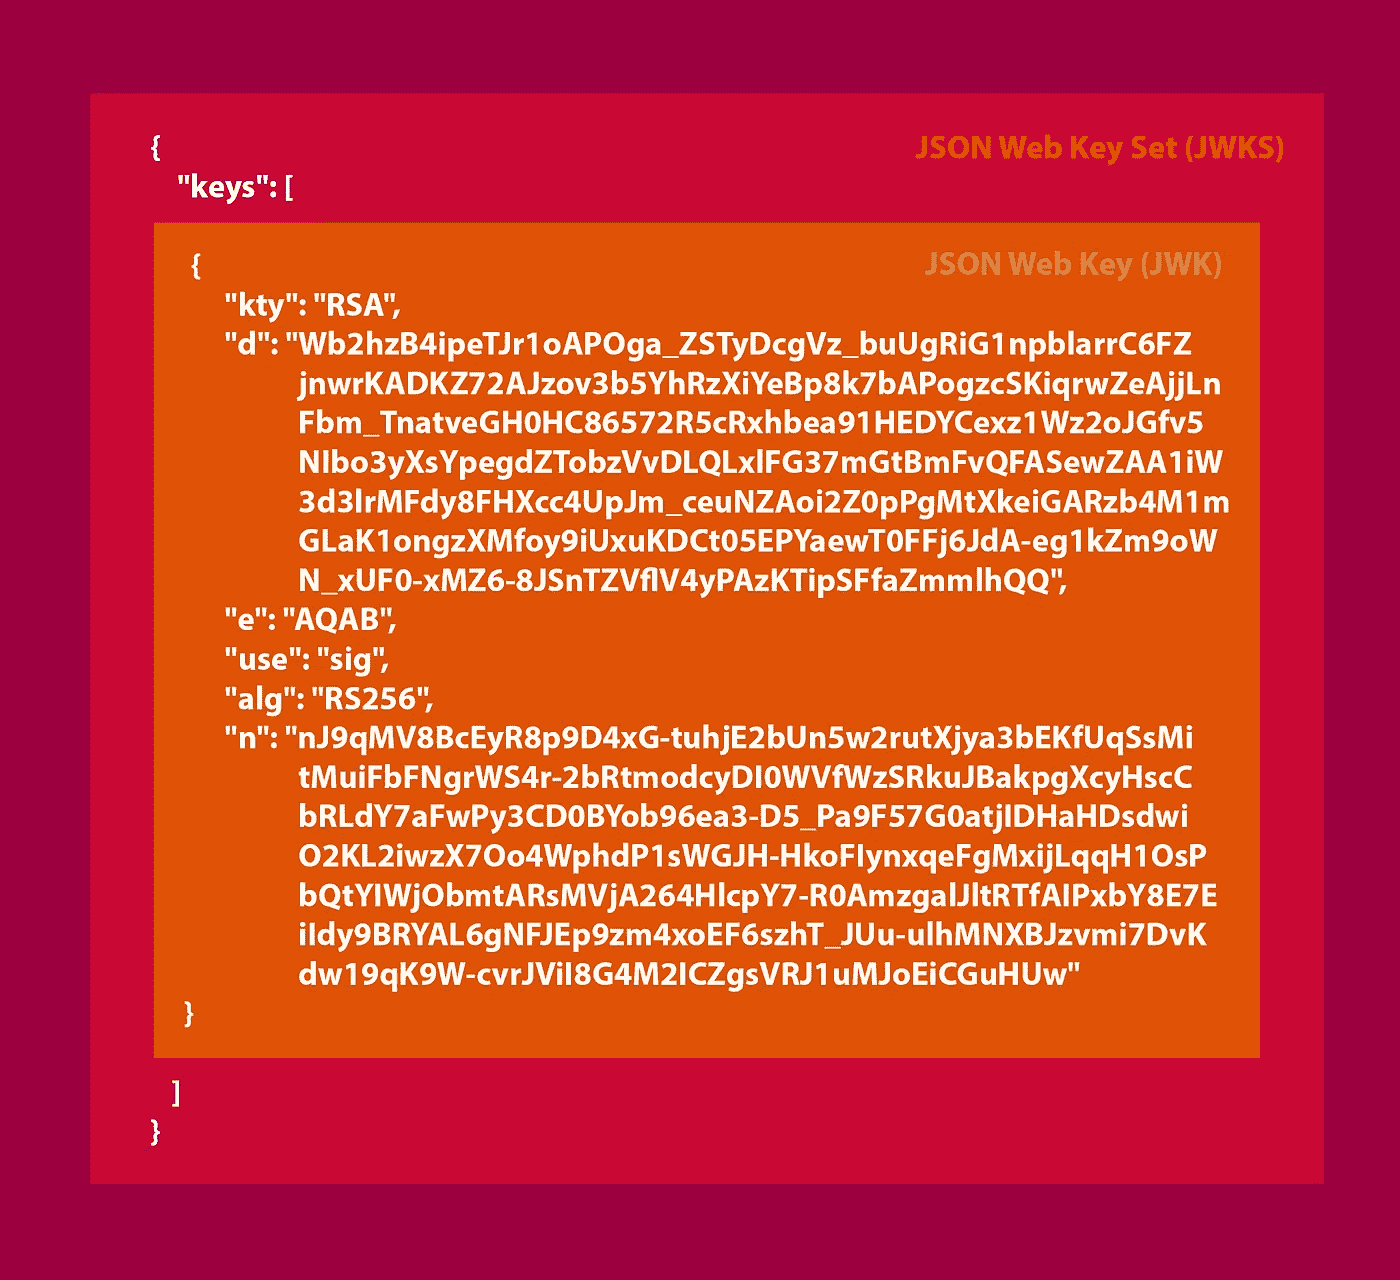 {
JSON Web Key Set (JWKS)
"keys": [
{
JSON Web Key (JWK)
"kty": "RSA",
"d": "Wb2hzB4ipeTJr1oAPOga_ZSTyDcgVz_buUgRiG1npblarrC6FZ
jnwrKADKZ72AJzov3b5YhRzXiYeBp8k7bAPogzcSKiqrwZeAjjLn
Fbm_TnatveGH0HC86572R5cRxhbea91HEDYCexz1Wz2oJGfv5
NIbo3yXsYpegdZTobzVvDLQLxlFG37mGtBmFvQFASewZAA1iW
3d3lrMFdy8FHXcc4UpJm_ceuNZAoi2Z0pPgMtXkeiGARzb4M1m
GLaK1ongzXMfoy9iUxuKDCt05EPYaewT0FFj6JdA-eg1kZm9oW
N_xUF0-xMZ6-8JSnTZVflV4yPAzKTipSFfaZmmlhQQ",
"e": "AQAB",
"use": "sig",
"alg": "RS256",
"n": "nJ9qMV8BcEyR8p9D4xG-tuhjE2bUn5w2rutXjya3bEKfUqSsMi
tMuiFbFNgrWS4r-2bRtmodcyDI0WVfWzSRkuJBakpgXcyHscC
bRLdY7aFwPy3CD0BYob96ea3-D5_Pa9F57G0atjIDHaHDsdwi
O2KL2iwzX7Oo4WphdP1sWGJH-HkoFIynxqeFgMxijLqqH1OsP
bQtYIWjObmtARsMVjA264HlcpY7-R0AmzgalJltRTfAIPxbY8E7E
iIdy9BRYAL6gNFJEp9zm4xoEF6szhT_JUu-ulhMNXBJzvmi7DvK
dw19qK9W-cvrJViI8G4M2ICZgsVRJ1uMJoEiCGuHUw"
}
]
}